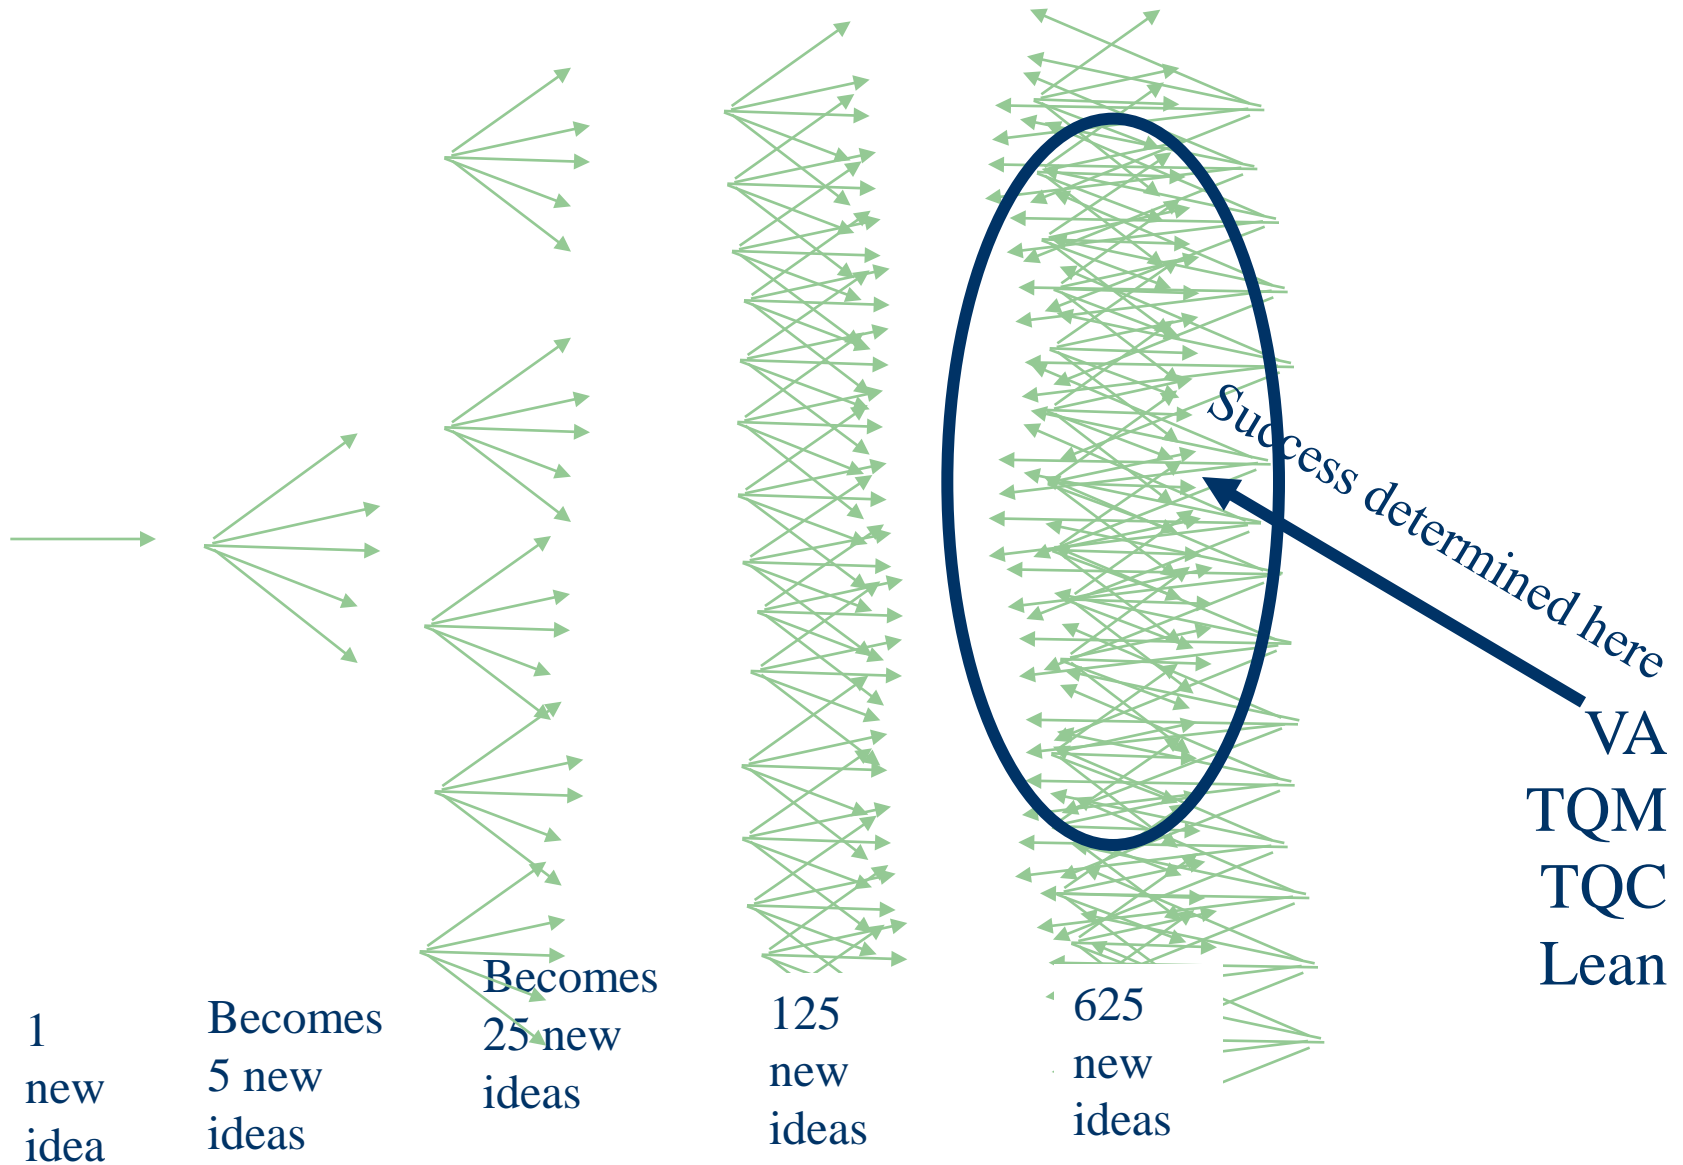 Success determined here
VA
TQM
TQC
Lean
1
new
idea
Becomes
5 new
ideas
Becomes
25 new
ideas
125
new
ideas
625
new
ideas